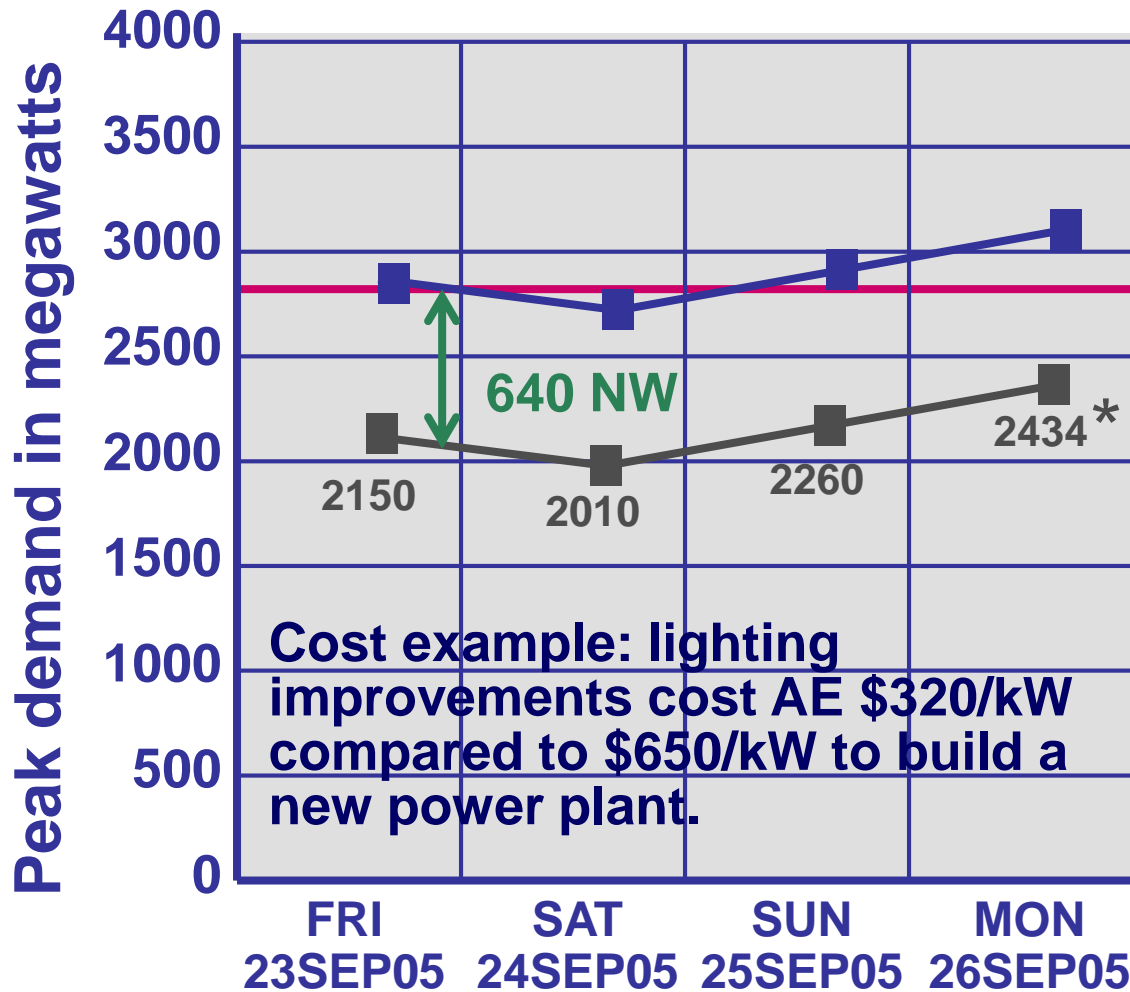 Peak demand in megawatts
4000
3500
3000
2500
2000
1500
1000
500
0
640 NW
2150
2010
2260
2434*
Cost example: lighting
improvements cost AE $320/kW
compared to $650/kW to build a
new power plant.
FRI
23SEP05
SAT
24SEP05
SUN
25SEP05
MON
26SEP05